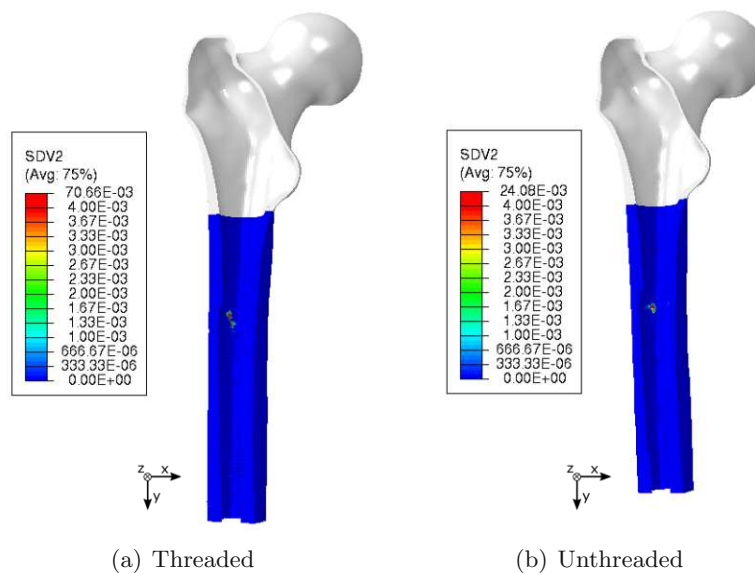 SDV2
(Avg: 75%)
70.66E-03
4.00E-03
3.67E-03
3.33E-03
3.00E-03
2.67E-03
2.33E-03
2.00E-03
1.67E-03
1.33E-03
1.00E-03
666.67E-06
333.33E-06
0.00E+00
z x
y
(a) Threaded
SDV2
(Avg: 75%)
24.08E-03
4.00E-03
3.67E-03
3.33E-03
3.00E-03
2.67E-03
2.33E-03
2.00E-03
1.67E-03
1.33E-03
1.00E-03
666.67E-06
333.33E-06
0.00E+00
z x
y
(b) Unthreaded